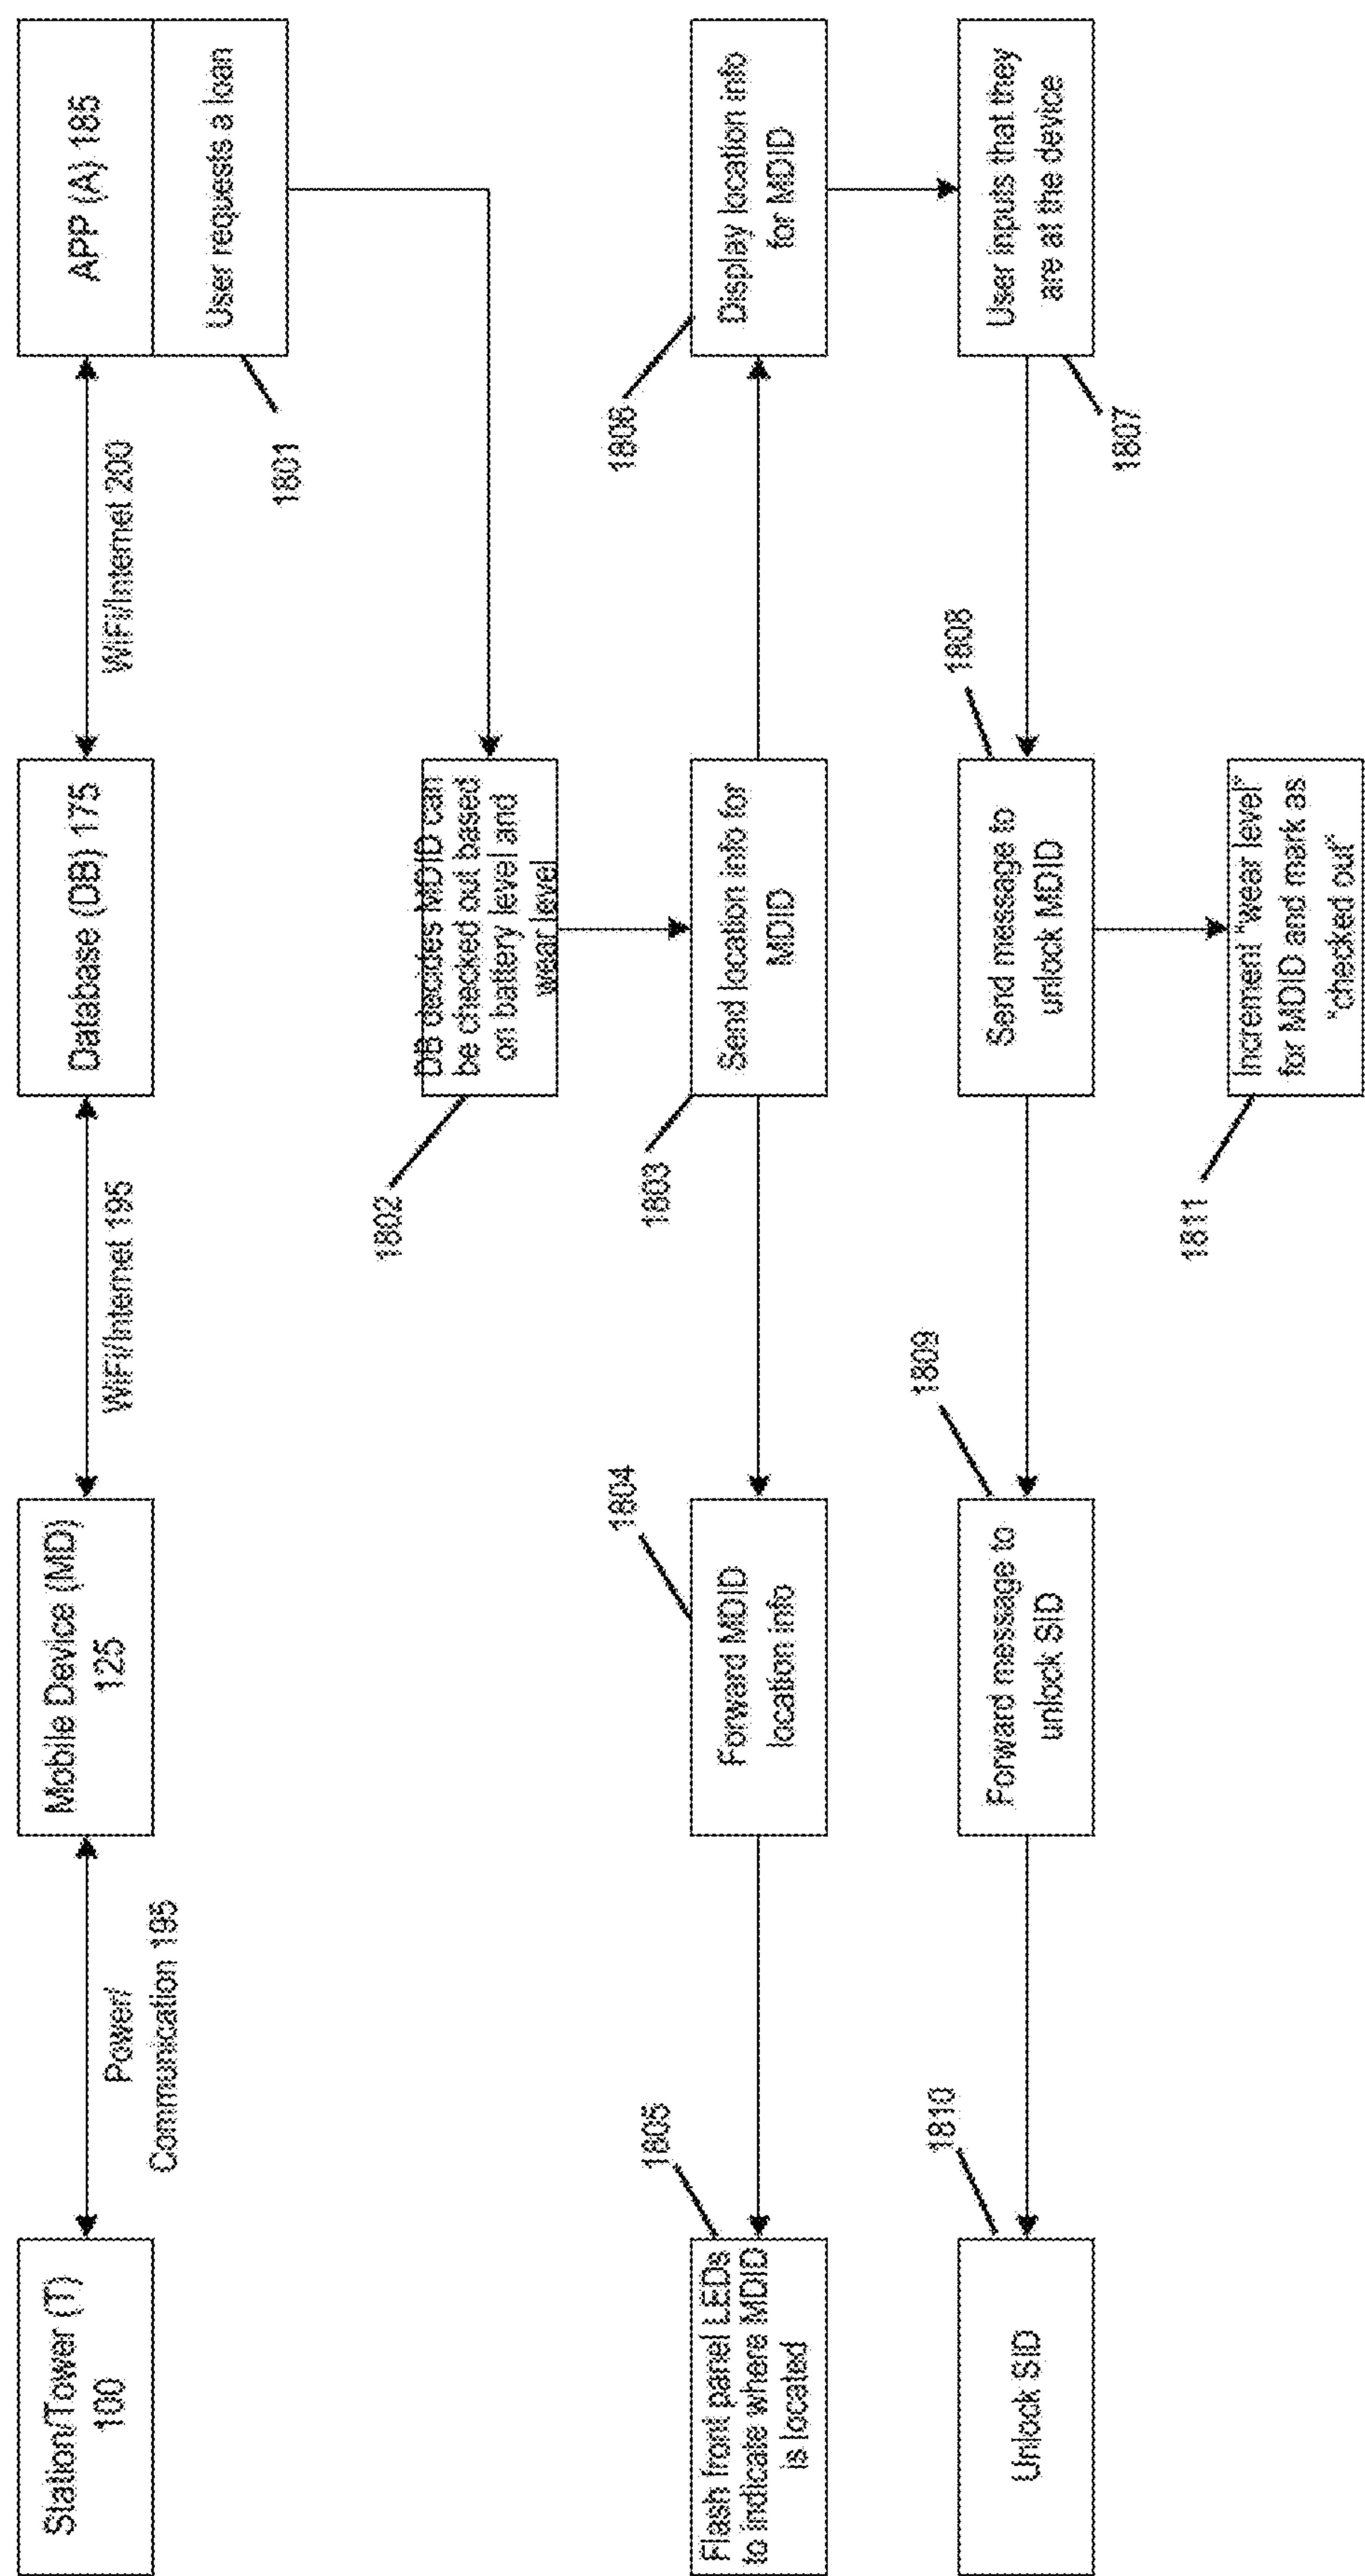 Station/Tower (T)
100
Power/
Communication 195
Mobile Device (MD)
125
WiFi/Internet 195
Database (DB) 175
WiFi/Internet 200
APP (A) 185
User requests a loan
1801
1802
DB decides MDID can
be checked out based
on battery level and
wear level
1805
Flash front panel LEDs
to indicate where MDID
is located
1804
Forward MDID
location info
1803
Send location info for
MDID
1806
Display location info
for MDID
1810
Unlock SID
1809
Forward message to
unlock SID
1808
Send message to
unlock MDID
User inputs that they
are at the device
1807
1811
Increment "wear level"
for MDID and mark as
"checked out"